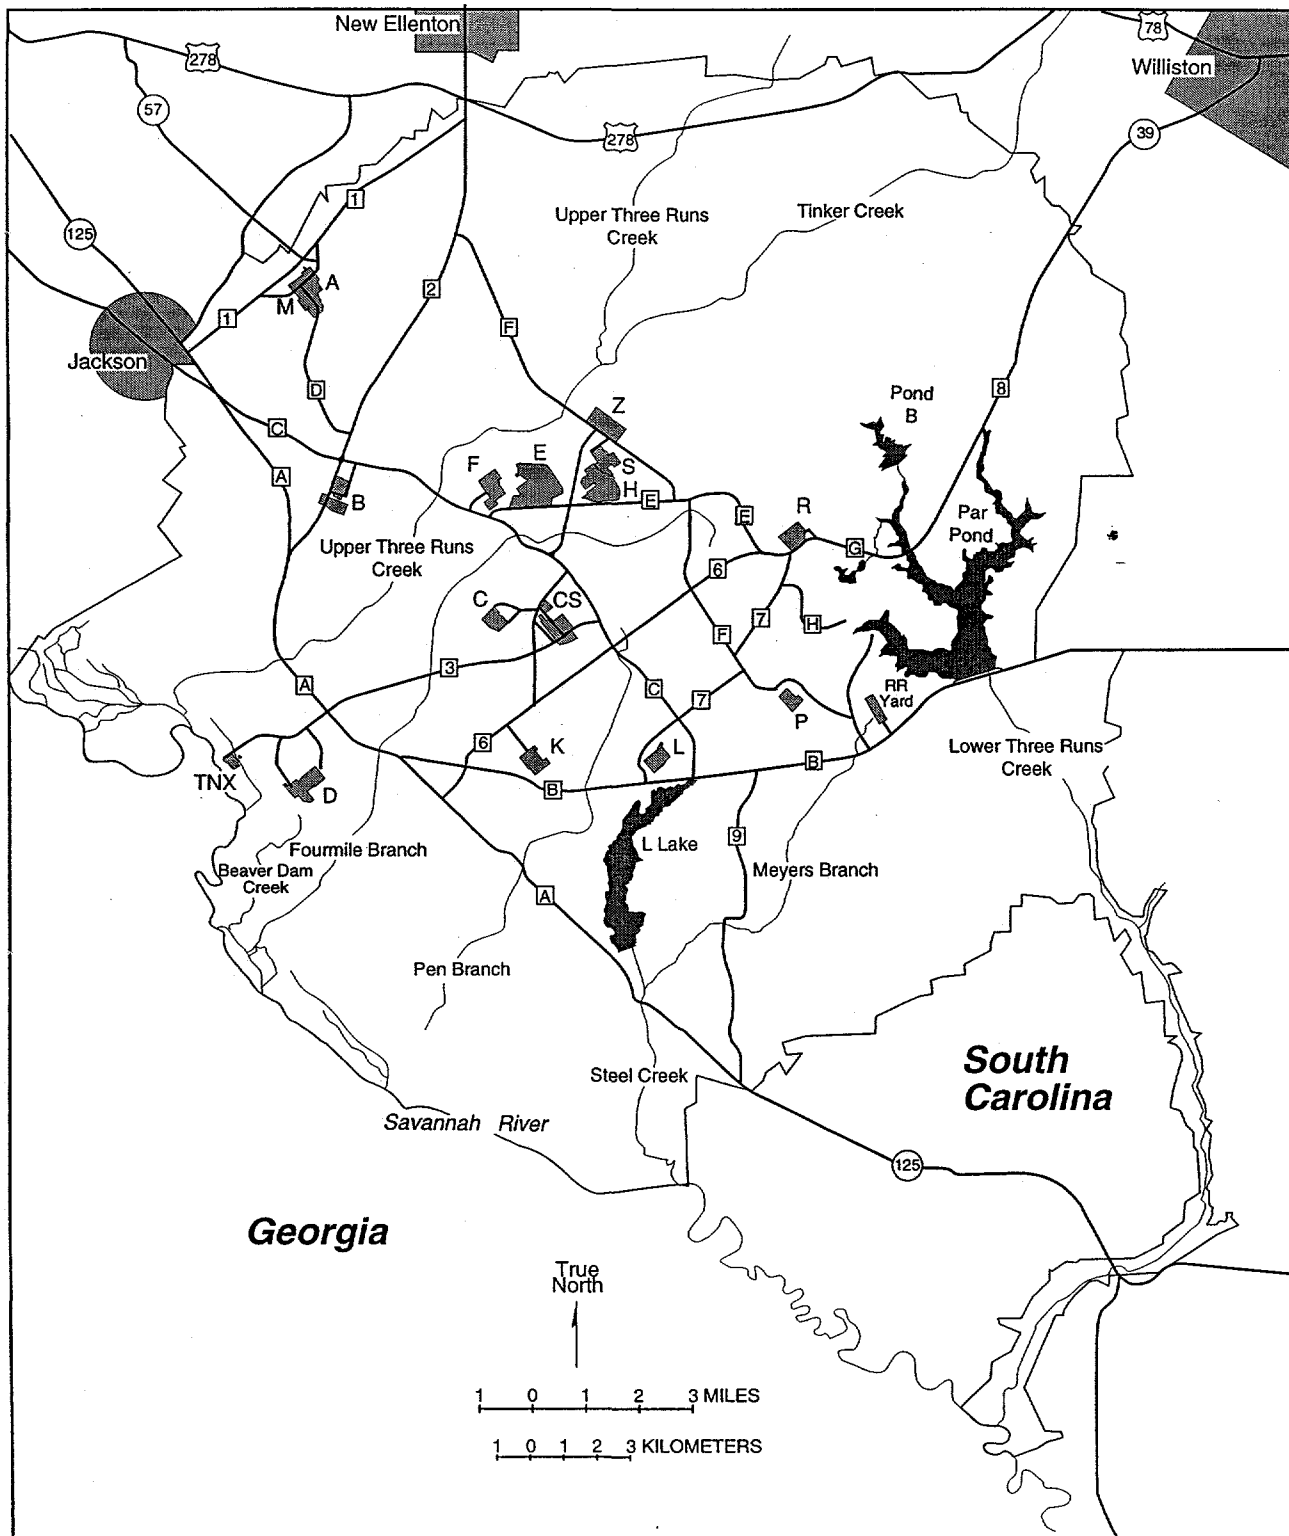 New Ellenton
78
278
Williston
57
39
278
1
Upper Three Runs
Creek
Tinker Creek
125
A
M
2
1
F
Jackson
D
8
Pond
B
Z
C
A
F
E
S
H
B
E
E
R
Par
Pond
Upper Three Runs
Creek
G
6
C
CS
7
H
F
3
A
C
7
RR
Yard
P
6
K
L
B
Lower Three Runs
Creek
TNX
D
B
9
L Lake
Fourmile Branch
Beaver Dam
Creek
Meyers Branch
A
Pen Branch
South
Carolina
Steel Creek
Savannah River
125
Georgia
True
North
1 0 1 2 3 MILES
1 0 1 2 3 KILOMETERS